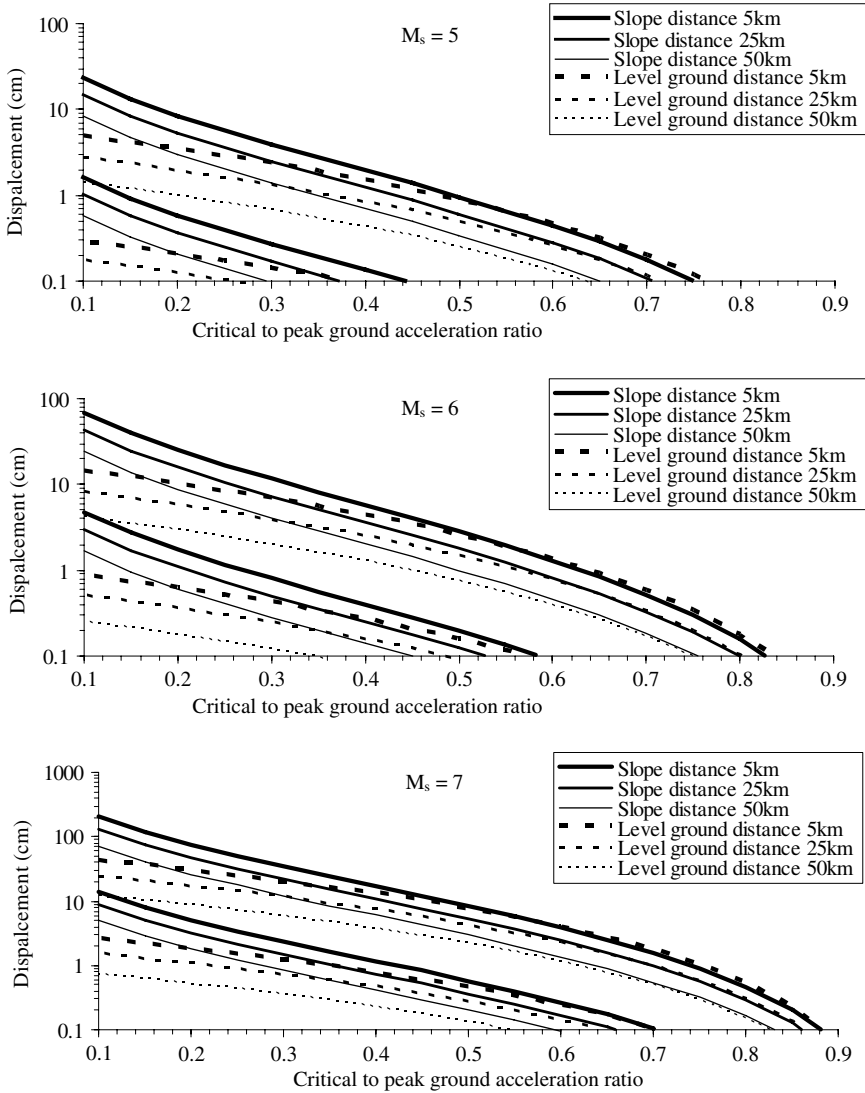 100
10
1
0.1
Dispalcement (cm)
M_s = 5
Slope distance 5km
Slope distance 25km
Slope distance 50km
Level ground distance 5km
Level ground distance 25km
Level ground distance 50km
0.1 0.2 0.3 0.4 0.5 0.6 0.7 0.8 0.9
Critical to peak ground acceleration ratio
100
10
1
0.1
Dispalcement (cm)
M_s = 6
Slope distance 5km
Slope distance 25km
Slope distance 50km
Level ground distance 5km
Level ground distance 25km
Level ground distance 50km
0.1 0.2 0.3 0.4 0.5 0.6 0.7 0.8 0.9
Critical to peak ground acceleration ratio
1000
100
10
1
0.1
Dispalcement (cm)
M_s = 7
Slope distance 5km
Slope distance 25km
Slope distance 50km
Level ground distance 5km
Level ground distance 25km
Level ground distance 50km
0.1 0.2 0.3 0.4 0.5 0.6 0.7 0.8 0.9
Critical to peak ground acceleration ratio